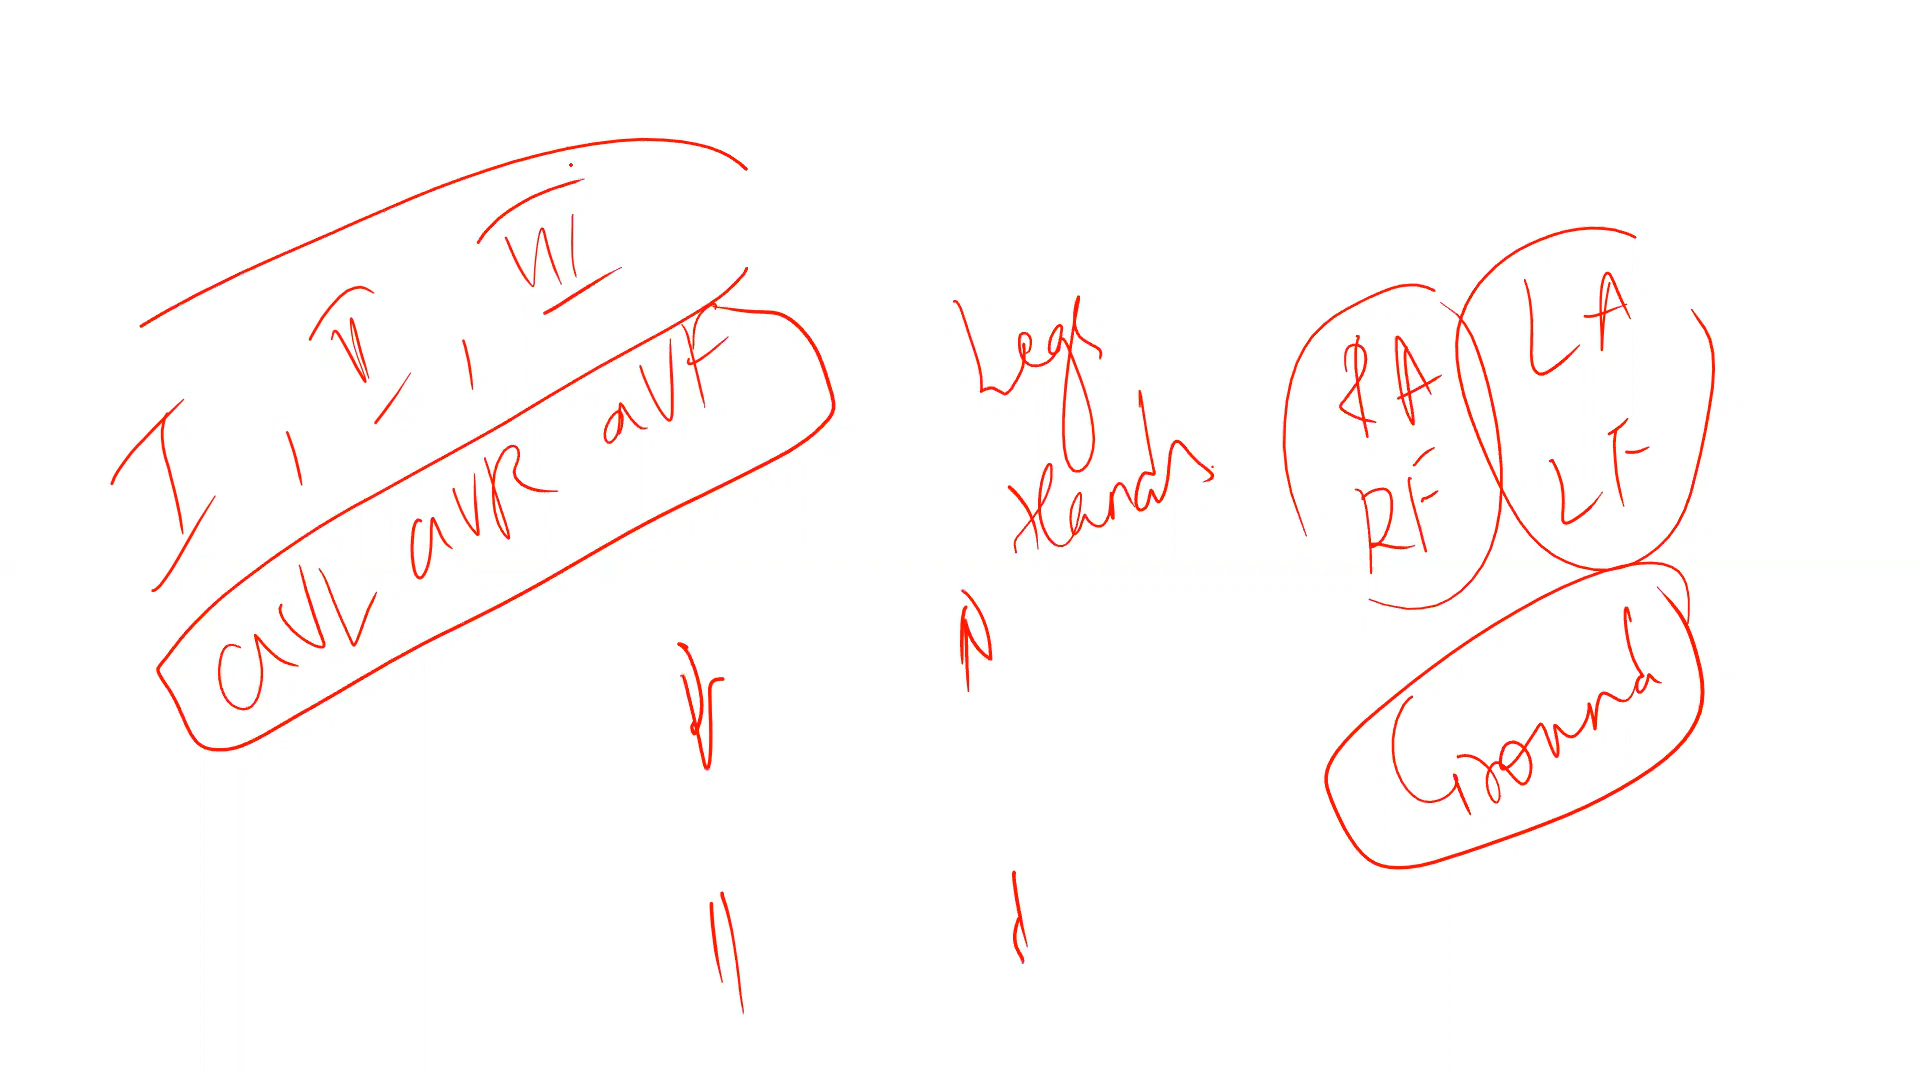 I, II, III
aVL aVR aVF
Legs
Hands
RA LA
RF LF
Ground